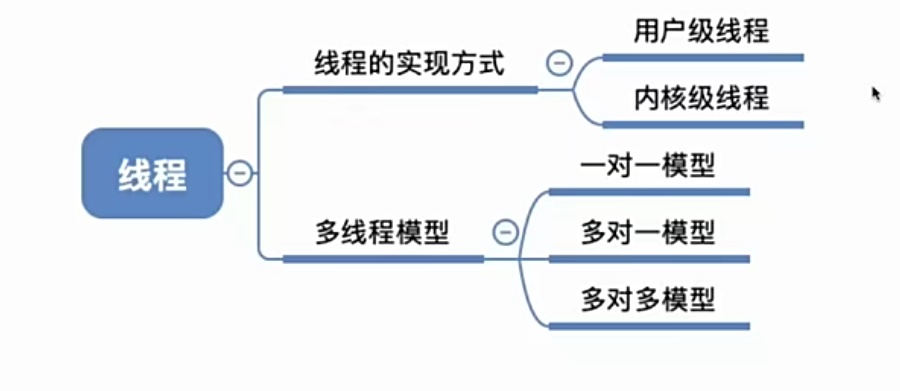 线程
线程的实现方式
用户级线程
内核级线程
多线程模型
一对一模型
多对一模型
多对多模型